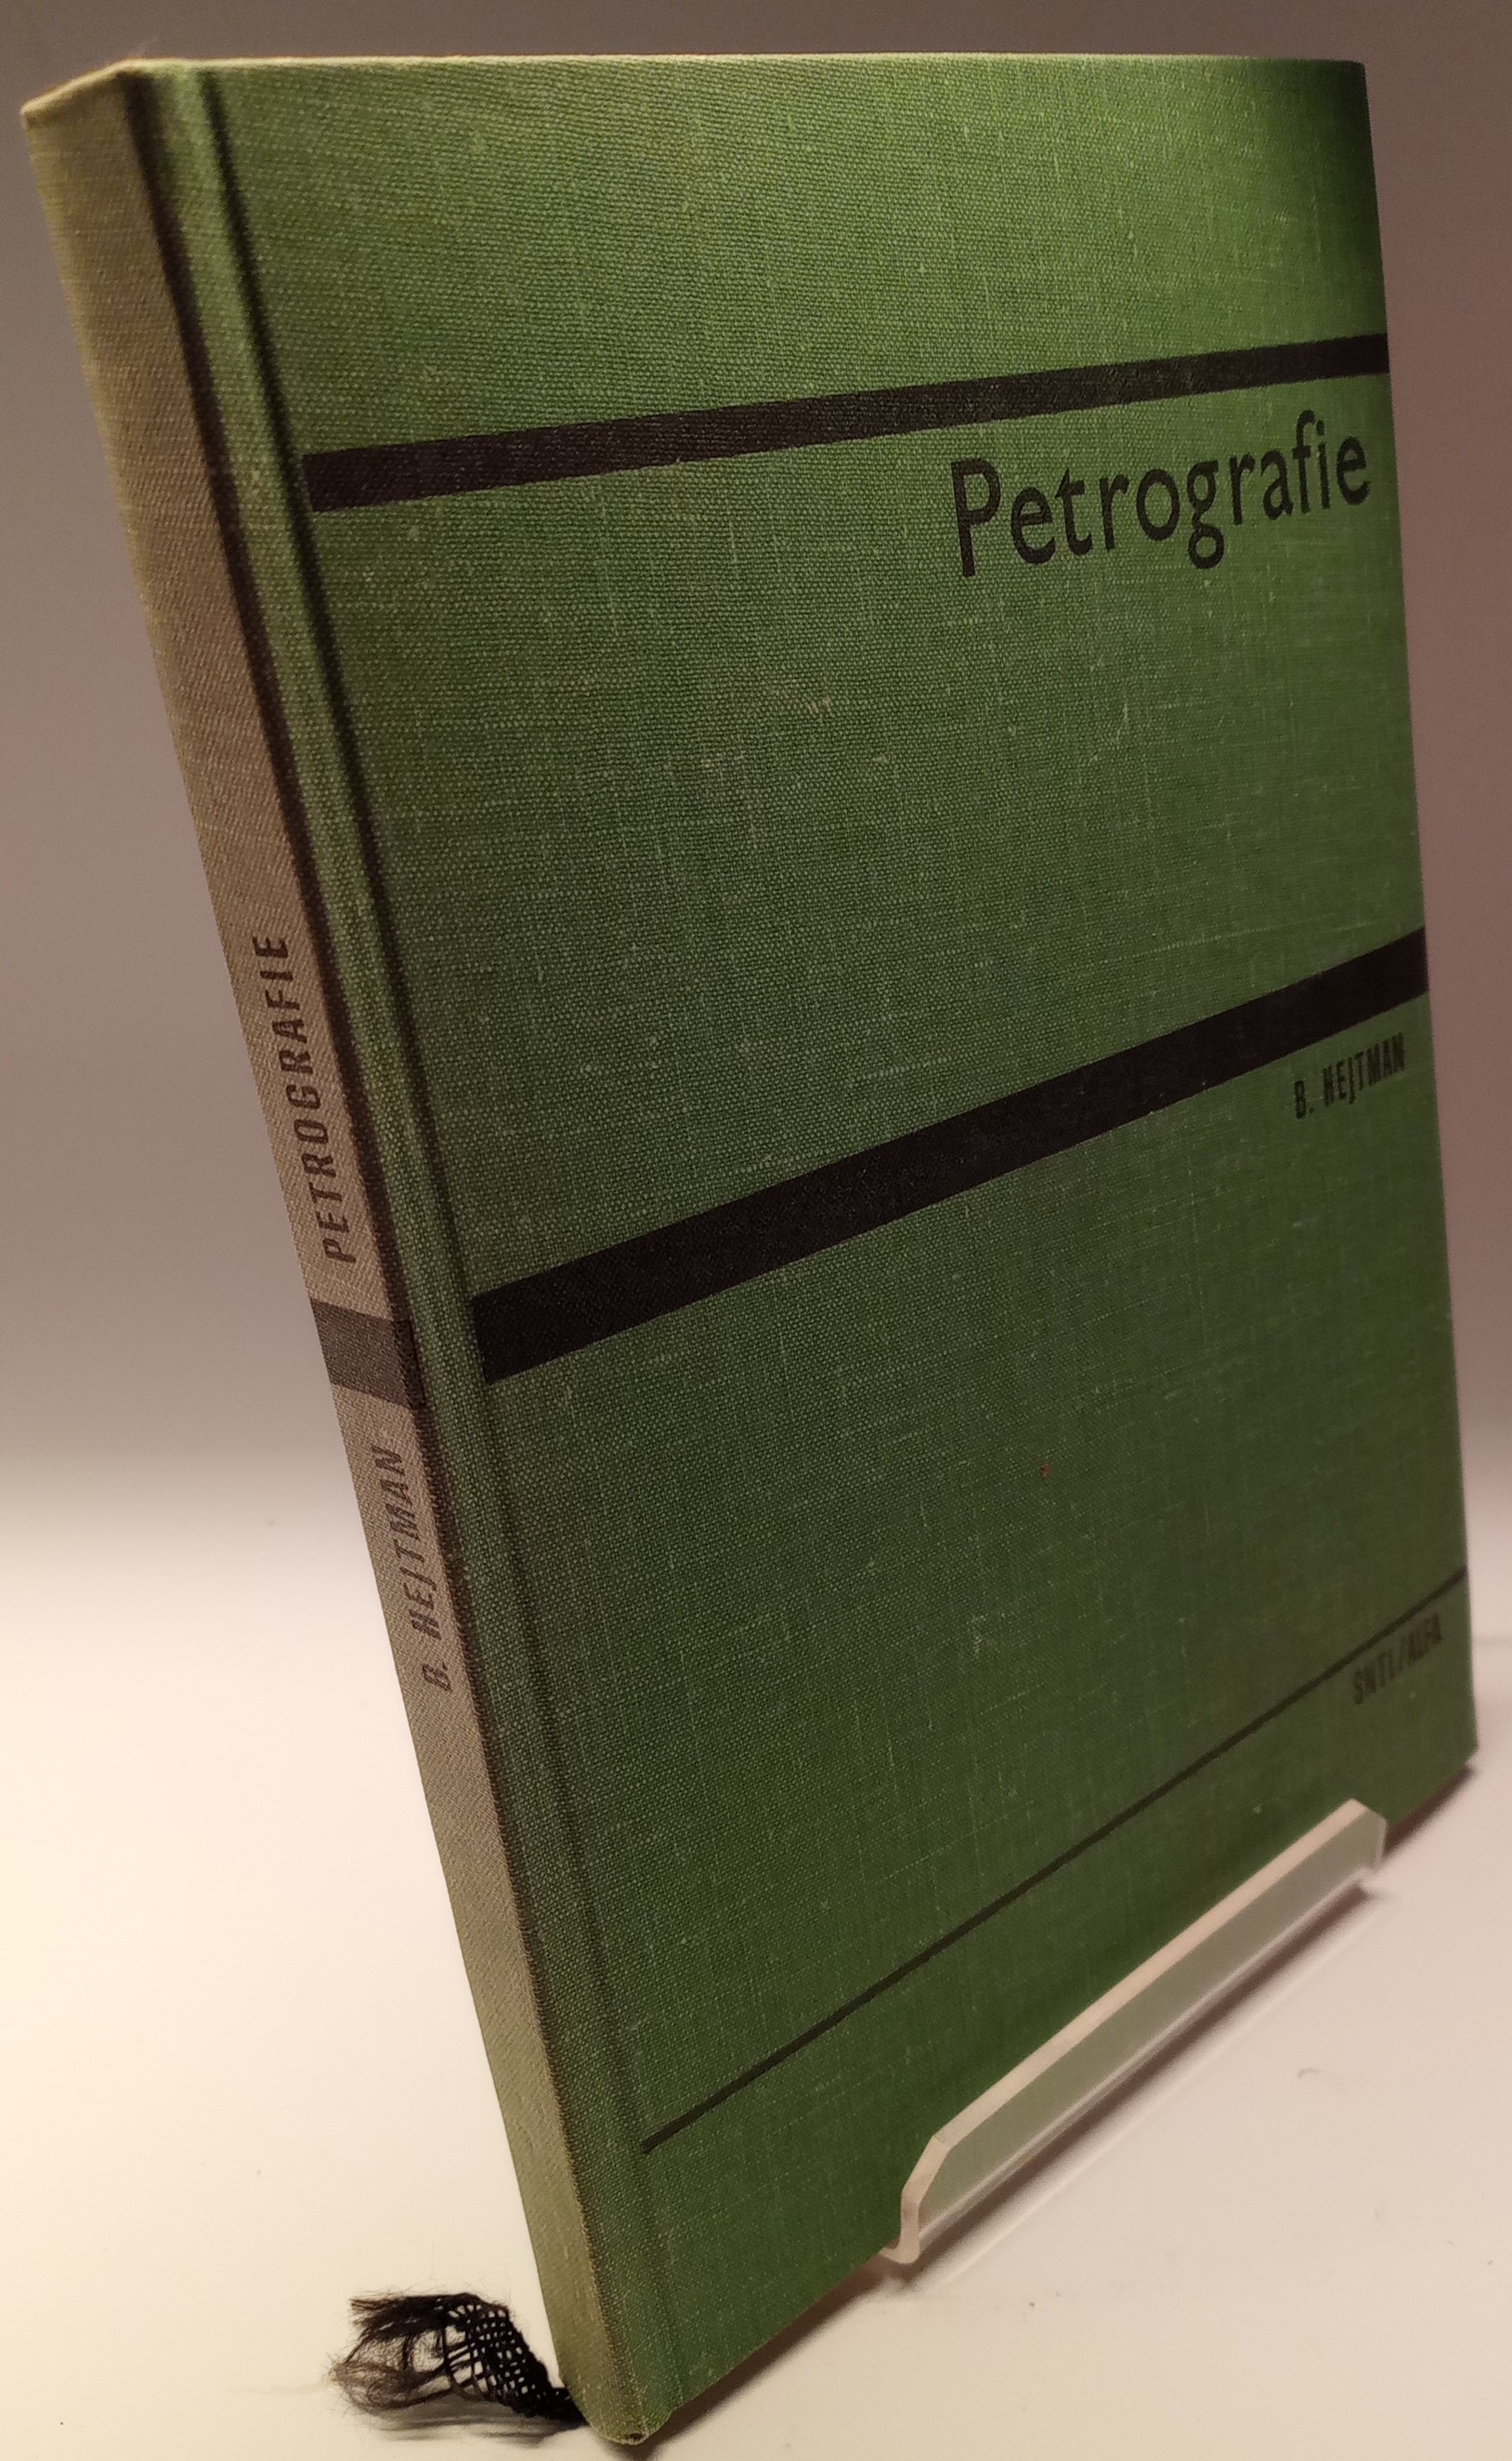 Petrografie
B. HEJTMAN
SNTL/ALFA
PETROGRAFIE
B. HEJTMAN